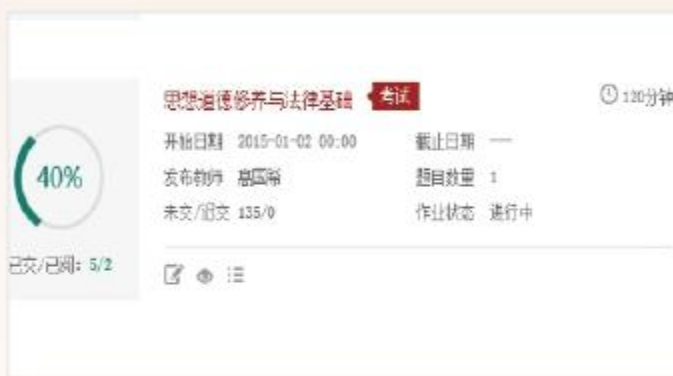 思想道德修养与法律基础 考试 120分钟
开始日期 2015-01-02 00:00 截止日期 ——
40%
发布教师 国 题目数量 1
未交/旧交 135/0 作业状态 进行中
已交/已阅: 5/2